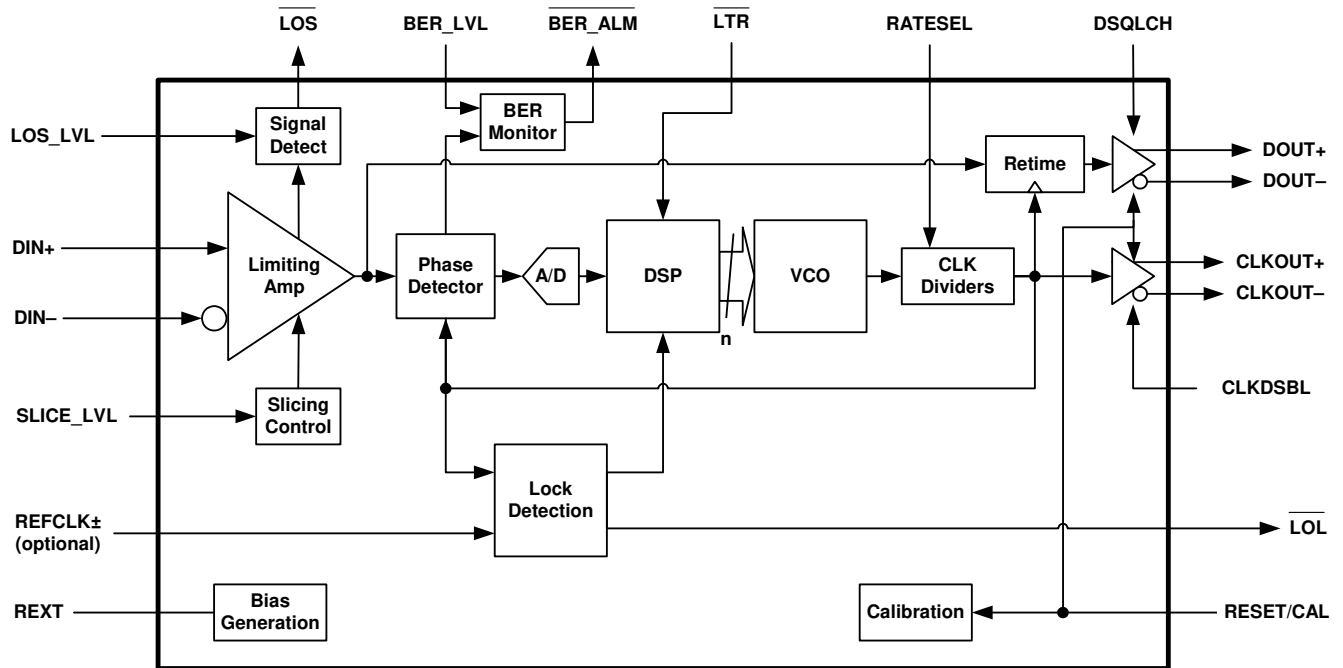 LOS
BER_LVL
BER_ALM
LTR
RATESEL
DSQLCH
LOS_LVL
Signal
Detect
BER
Monitor
Retime
DOUT+
DOUT–
DIN+
DIN–
Limiting
Amp
Phase
Detector
A/D
DSP
n
VCO
CLK
Dividers
CLKOUT+
CLKOUT–
CLKDSBL
SLICE_LVL
Slicing
Control
Lock
Detection
REFCLK±
(optional)
LOL
REXT
Bias
Generation
Calibration
RESET/CAL